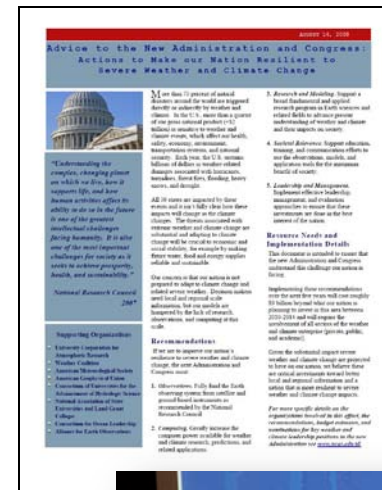 AUGUST 14, 2008
Advice to the New Administration and Congress:
Actions to Make our Nation Resilient to
Severe Weather and Climate Change
"Understanding the
complex, changing planet
on which we live, how it
supports life, and how
human activities affect its
ability to do so in the future
is one of the greatest
intellectual challenges
facing humanity. It is also
one of the most important
challenges for society as it
seeks to achieve prosperity,
health, and sustainability."
National Research Council
2007
Supporting Organizations
University Corporation for
Atmospheric Research
Weather Coalition
American Meteorological Society
American Geophysical Union
Consortium of Universities for the
Advancement of Hydrologic Science
National Association of State
Universities and Land Grant
Colleges
Consortium for Ocean Leadership
Alliance for Earth Observations
More than 75 percent of natural
disasters around the world are triggered
directly or indirectly by weather and
climate. In the U.S., more than a quarter
of our gross national product
trillion) is sensitive to weather and
climate events, which affect our health,
safety, economy, environment,
transportation systems, and national
security. Each year, the U.S. sustains
billions of dollars in weather-related
damages associated with hurricanes,
tornadoes, forest fires, flooding, heavy
snows, and drought.
All 50 states are impacted by these
events and it isn't fully clear how these
impacts will change as the climate
changes. The threats associated with
extreme weather and climate change are
substantial and adapting to climate
change will be crucial to economic and
social stability, for example by making
future water, food and energy supplies
reliable and sustainable.
Our concern is that our nation is not
prepared to adapt to climate change and
related severe weather. Decision makers
need local and regional scale
information, but our models are
hampered by the lack of research,
observations, and computing at this
scale.
Recommendations
If we are to improve our nation's
resilience to severe weather and climate
change, the new Administration and
Congress must:
1. Observations. Fully fund the Earth
observing system from satellite and
ground-based instruments as
recommended by the National
Research Council
2. Computing. Greatly increase the
computer power available for weather
and climate research, predictions, and
related applications.
3. Research and Modeling. Support a
broad fundamental and applied
research program in Earth sciences and
related fields to advance present
understanding of weather and climate
and their impacts on society.
4. Societal Relevance. Support education,
training, and communication efforts to
use the observations, models, and
application tools for the maximum
benefit of society.
5. Leadership and Management.
Implement effective leadership,
management, and evaluation
approaches to ensure that these
investments are done in the best
interest of the nation.
Resource Needs and
Implementation Details
This document is intended to ensure that
the new Administration and Congress
understand this challenge our nation is
facing.
Implementing these recommendations
over the next five years will cost roughly
$9 billion beyond what our nation is
planning to invest in this area between
2010-2014 and will require the
involvement of all sectors of the weather
and climate enterprise (private, public,
and academic).
Given the substantial impact severe
weather and climate change are projected
to have on our nation, we believe these
are critical investments toward better
local and regional information and a
nation that is more resilient to severe
weather and climate change impacts.
For more specific details on the
organizations involved in this effort, the
recommendations, budget estimates, and
nominations for key weather and
climate leadership positions in the new
Administration see